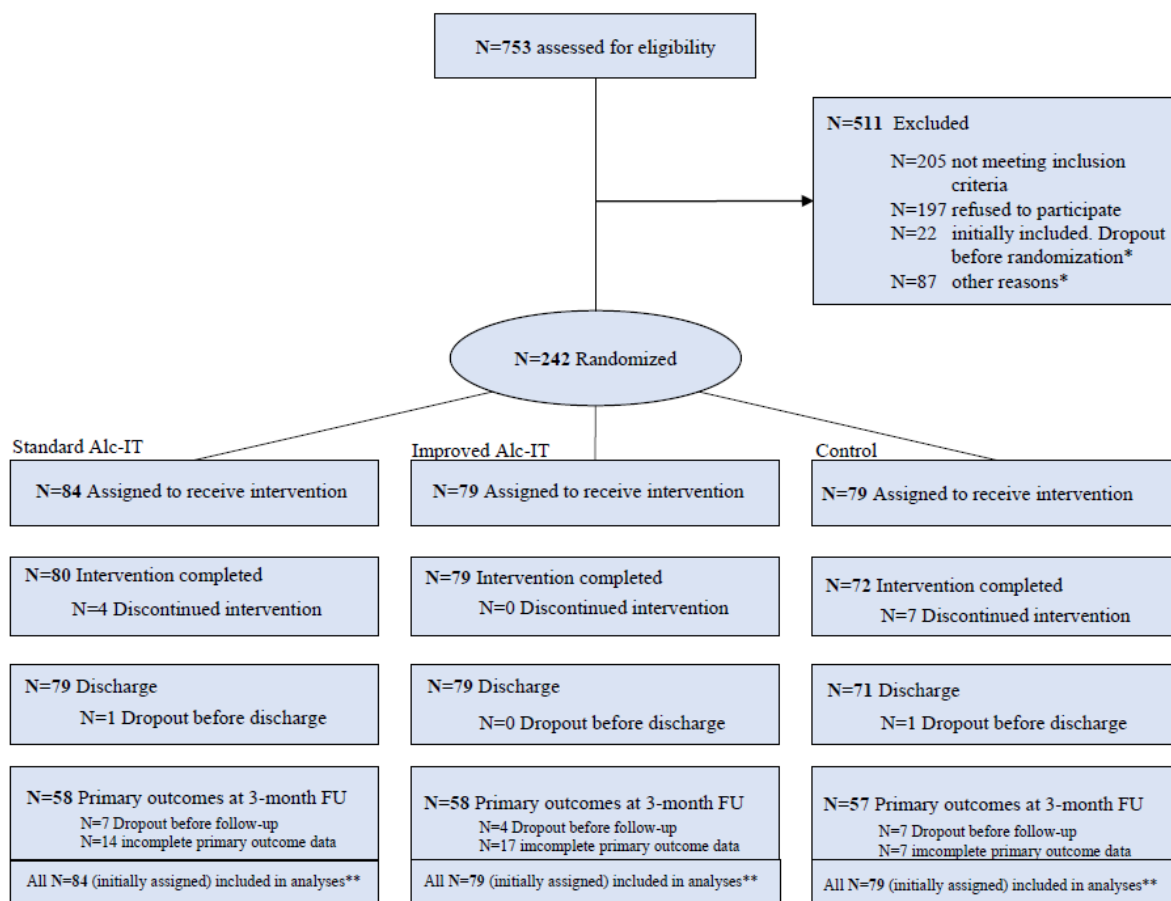 N=753 assessed for eligibility
N=511 Excluded
N=205 not meeting inclusion
criteria
N=197 refused to participate
N=22 initially included. Dropout
before randomization*
N=87 other reasons*
N=242 Randomized
Standard Alc-IT
N=84 Assigned to receive intervention
N=80 Intervention completed
N=4 Discontinued intervention
N=79 Discharge
N=1 Dropout before discharge
N=58 Primary outcomes at 3-month FU
N=7 Dropout before follow-up
N=14 incomplete primary outcome data
All N=84 (initially assigned) included in analyses**
Improved Alc-IT
N=79 Assigned to receive intervention
N=79 Intervention completed
N=0 Discontinued intervention
N=79 Discharge
N=0 Dropout before discharge
N=58 Primary outcomes at 3-month FU
N=4 Dropout before follow-up
N=17 imcomplete primary outcome data
All N=79 (initially assigned) included in analyses**
Control
N=79 Assigned to receive intervention
N=72 Intervention completed
N=7 Discontinued intervention
N=71 Discharge
N=1 Dropout before discharge
N=57 Primary outcomes at 3-month FU
N=7 Dropout before follow-up
N=7 imcomplete primary outcome data
All N=79 (initially assigned) included in analyses**